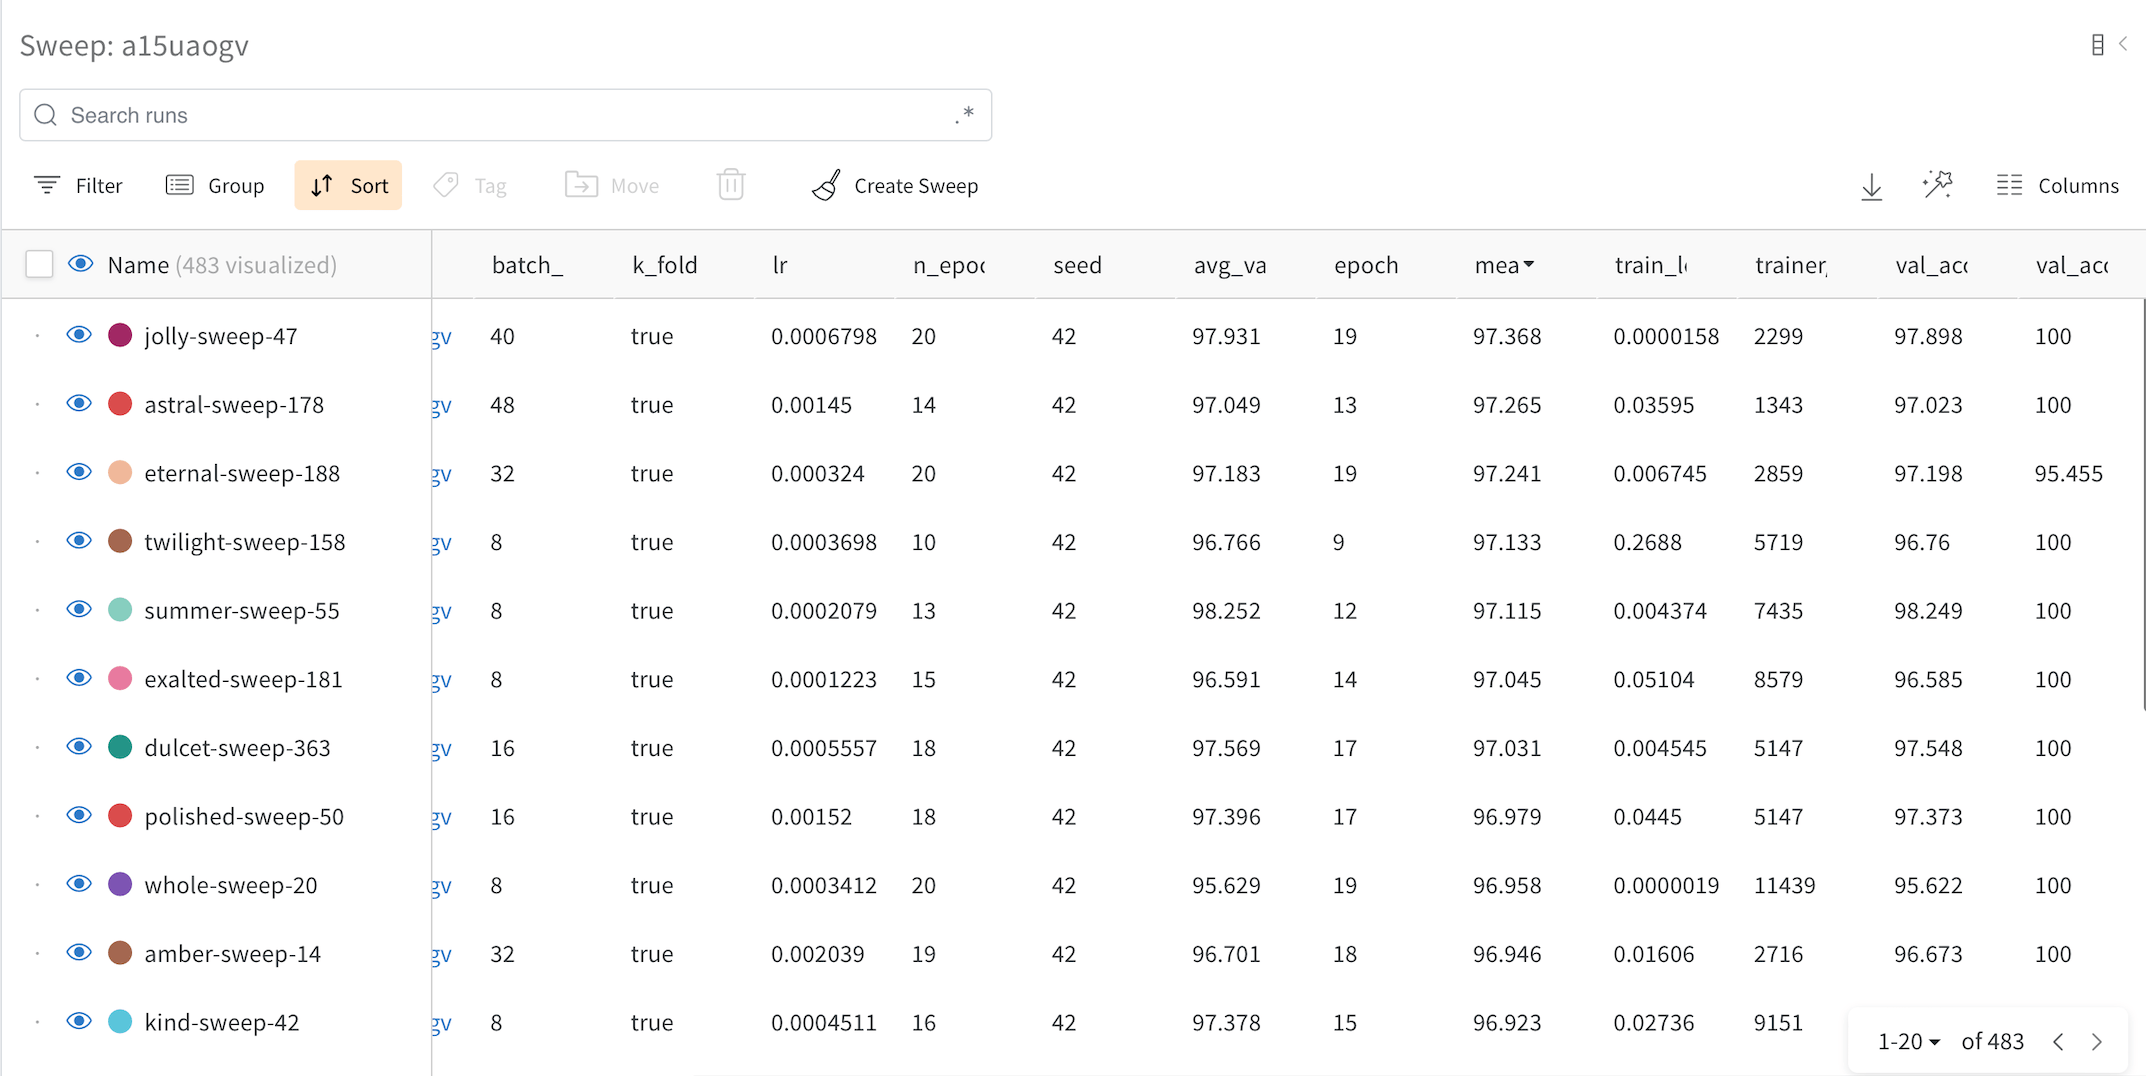 Sweep: a15uaogv
Search runs .*
Filter Group Sort Tag Move Create Sweep Columns
Name (483 visualized) batch_ k_fold lr n_epoc seed avg_va epoch mea train_l trainer_ val_acc val_acc
jolly-sweep-47 gv 40 true 0.0006798 20 42 97.931 19 97.368 0.0000158 2299 97.898 100
astral-sweep-178 gv 48 true 0.00145 14 42 97.049 13 97.265 0.03595 1343 97.023 100
eternal-sweep-188 gv 32 true 0.000324 20 42 97.183 19 97.241 0.006745 2859 97.198 95.455
twilight-sweep-158 gv 8 true 0.0003698 10 42 96.766 9 97.133 0.2688 5719 96.76 100
summer-sweep-55 gv 8 true 0.0002079 13 42 98.252 12 97.115 0.004374 7435 98.249 100
exalted-sweep-181 gv 8 true 0.0001223 15 42 96.591 14 97.045 0.05104 8579 96.585 100
dulcet-sweep-363 gv 16 true 0.0005557 18 42 97.569 17 97.031 0.004545 5147 97.548 100
polished-sweep-50 gv 16 true 0.00152 18 42 97.396 17 96.979 0.0445 5147 97.373 100
whole-sweep-20 gv 8 true 0.0003412 20 42 95.629 19 96.958 0.0000019 11439 95.622 100
amber-sweep-14 gv 32 true 0.002039 19 42 96.701 18 96.946 0.01606 2716 96.673 100
kind-sweep-42 gv 8 true 0.0004511 16 42 97.378 15 96.923 0.02736 9151
1-20 of 483